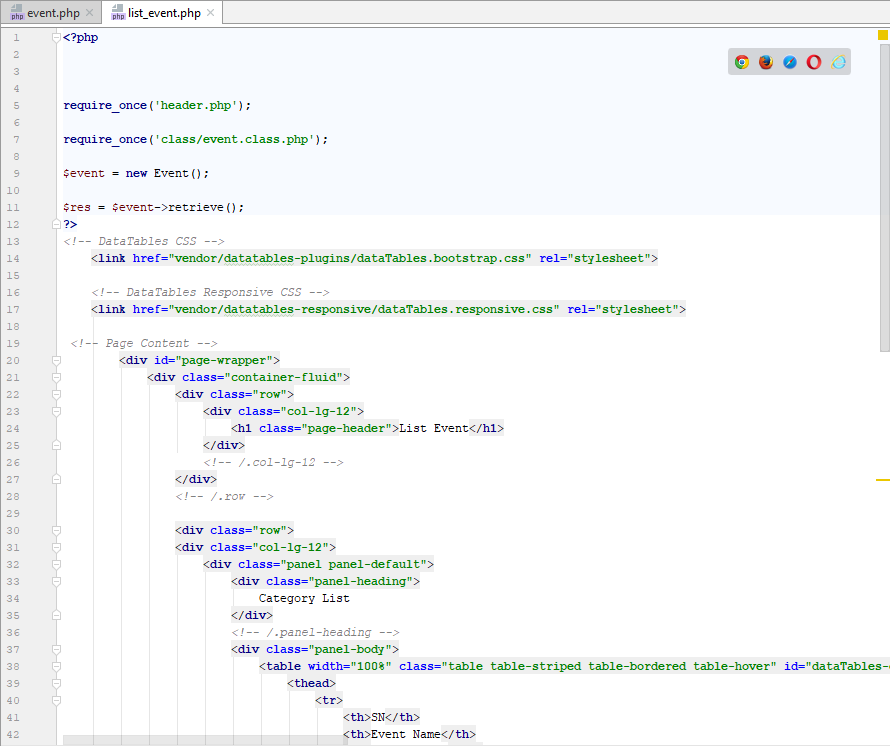 event.php
list_event.php
1 <?php
2
3
4
5 require_once('header.php');
6
7 require_once('class/event.class.php');
8
9 $event = new Event();
10
11 $res = $event->retrieve();
12 ?>
13 <!-- DataTables CSS -->
14 <link href="vendor/datatables-plugins/dataTables.bootstrap.css" rel="stylesheet">
15
16 <!-- DataTables Responsive CSS -->
17 <link href="vendor/datatables-responsive/dataTables.responsive.css" rel="stylesheet">
18
19 <!-- Page Content -->
20 <div id="page-wrapper">
21 <div class="container-fluid">
22 <div class="row">
23 <div class="col-lg-12">
24 <h1 class="page-header">List Event</h1>
25 </div>
26 <!-- /.col-lg-12 -->
27 </div>
28 <!-- /.row -->
29
30 <div class="row">
31 <div class="col-lg-12">
32 <div class="panel panel-default">
33 <div class="panel-heading">
34 Category List
35 </div>
36 <!-- /.panel-heading -->
37 <div class="panel-body">
38 <table width="100%" class="table table-striped table-bordered table-hover" id="dataTables-
39 <thead>
40 <tr>
41 <th>SN</th>
42 <th>Event Name</th>